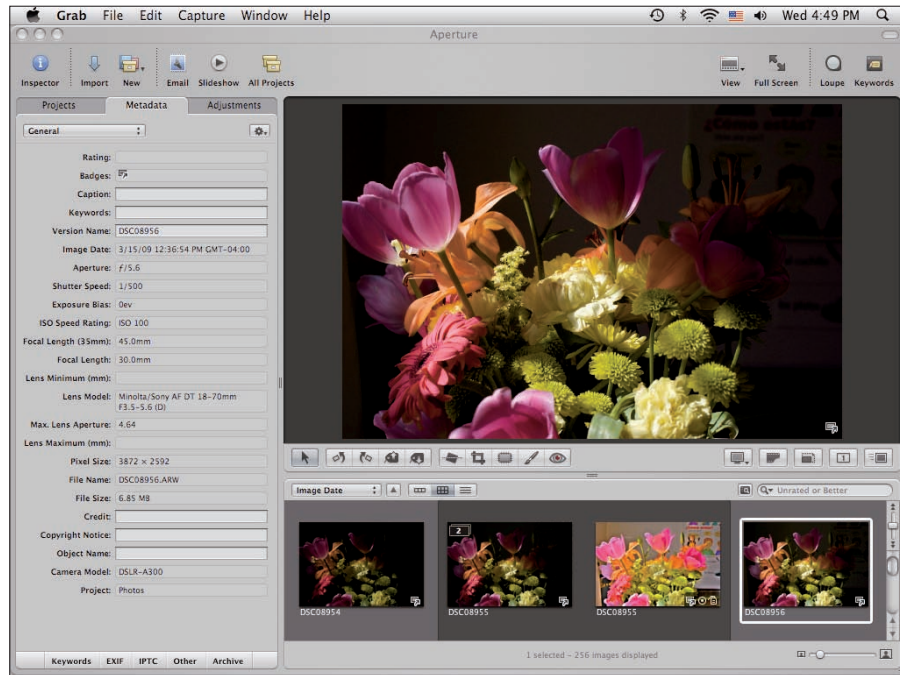 Grab File Edit Capture Window Help
Wed 4:49 PM
Aperture
Inspector Import New Email Slideshow All Projects
View Full Screen Loupe Keywords
Projects Metadata Adjustments
General
Rating:
Badges:
Caption:
Keywords:
Version Name: DSC08956
Image Date: 3/15/09 12:36:54 PM GMT-04:00
Aperture: ƒ/5.6
Shutter Speed: 1/500
Exposure Bias: 0ev
ISO Speed Rating: ISO 100
Focal Length (35mm): 45.0mm
Focal Length: 30.0mm
Lens Minimum (mm):
Lens Model: Minolta/Sony AF DT 18-70mm
F3.5-5.6 (D)
Max. Lens Aperture: 4.64
Lens Maximum (mm):
Pixel Size: 3872 × 2592
File Name: DSC08956.ARW
File Size: 6.85 MB
Credit:
Copyright Notice:
Object Name:
Camera Model: DSLR-A300
Project: Photos
Keywords EXIF IPTC Other Archive
1
Image Date
Unrated or Better
2
DSC08954 DSC08955 DSC08955 DSC08956
1 selected - 256 images displayed